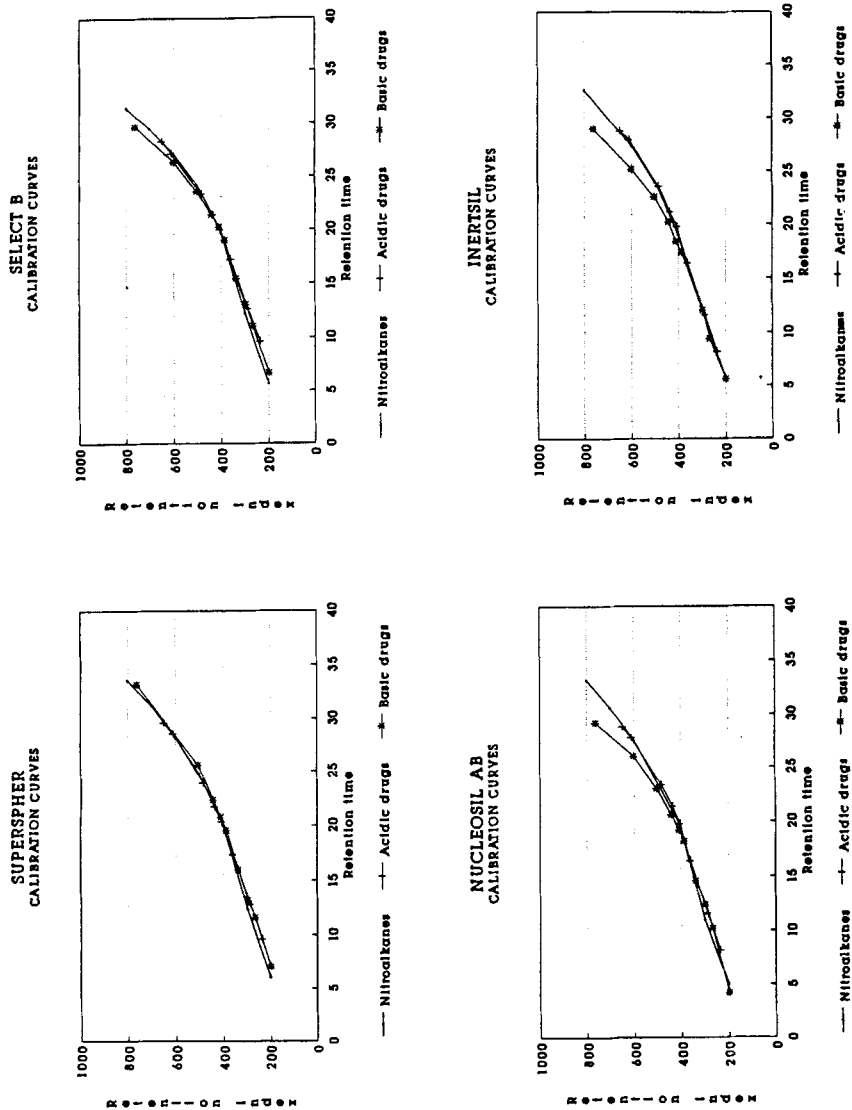 SUPERSPHER
CALIBRATION CURVES
Retention index
1000
800
600
400
200
0 5 10 15 20 25 30 35 40
Retention time
Nitroalkanes Acidic drugs Basic drugs
SELECT B
CALIBRATION CURVES
Retention index
1000
800
600
400
200
0 5 10 15 20 25 30 35 40
Retention time
Nitroalkanes Acidic drugs Basic drugs
NUCLEOSIL AB
CALIBRATION CURVES
Retention index
1000
800
600
400
200
0 5 10 15 20 25 30 35 40
Retention time
Nitroalkanes Acidic drugs Basic drugs
INERTSIL
CALIBRATION CURVES
Retention index
1000
800
600
400
200
0 5 10 15 20 25 30 35 40
Retention time
Nitroalkanes Acidic drugs Basic drugs